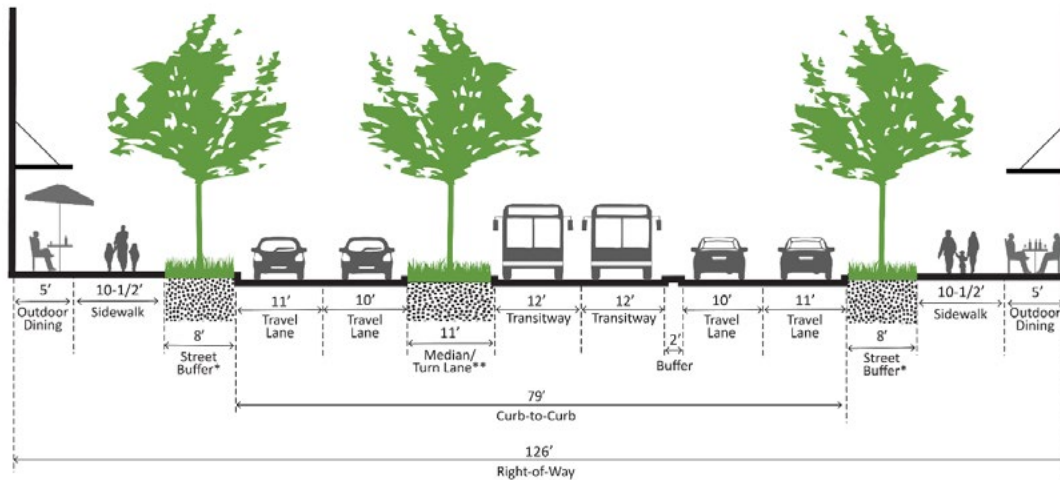 5'
Outdoor
Dining
10-1/2'
Sidewalk
8'
Street
Buffer*
11'
Travel
Lane
10'
Travel
Lane
11'
Median/
Turn Lane**
12'
Transitway
12'
Transitway
2'
Buffer
10'
Travel
Lane
11'
Travel
Lane
8'
Street
Buffer*
10-1/2'
Sidewalk
5'
Outdoor
Dining
79'
Curb-to-Curb
126'
Right-of-Way